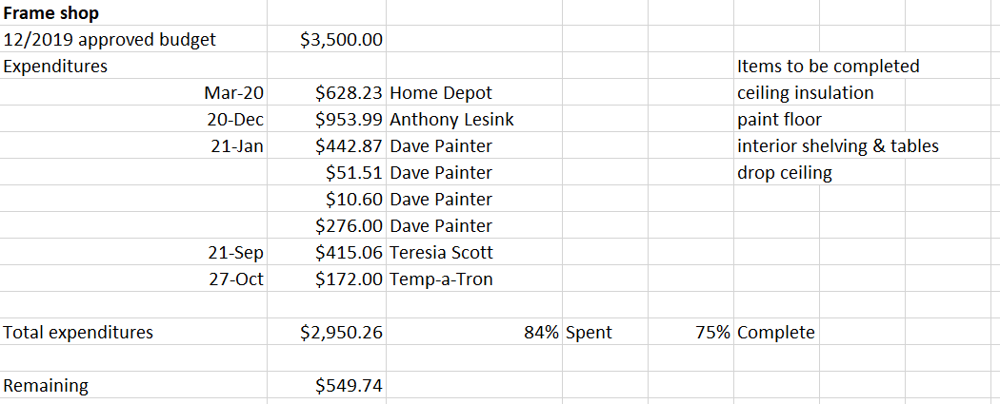 Frame shop
12/2019 approved budget $3,500.00
Expenditures Items to be completed
Mar-20 $628.23 Home Depot ceiling insulation
20-Dec $953.99 Anthony Lesink paint floor
21-Jan $442.87 Dave Painter interior shelving & tables
$51.51 Dave Painter drop ceiling
$10.60 Dave Painter
$276.00 Dave Painter
21-Sep $415.06 Teresia Scott
27-Oct $172.00 Temp-a-Tron
Total expenditures $2,950.26 84% Spent 75% Complete
Remaining $549.74